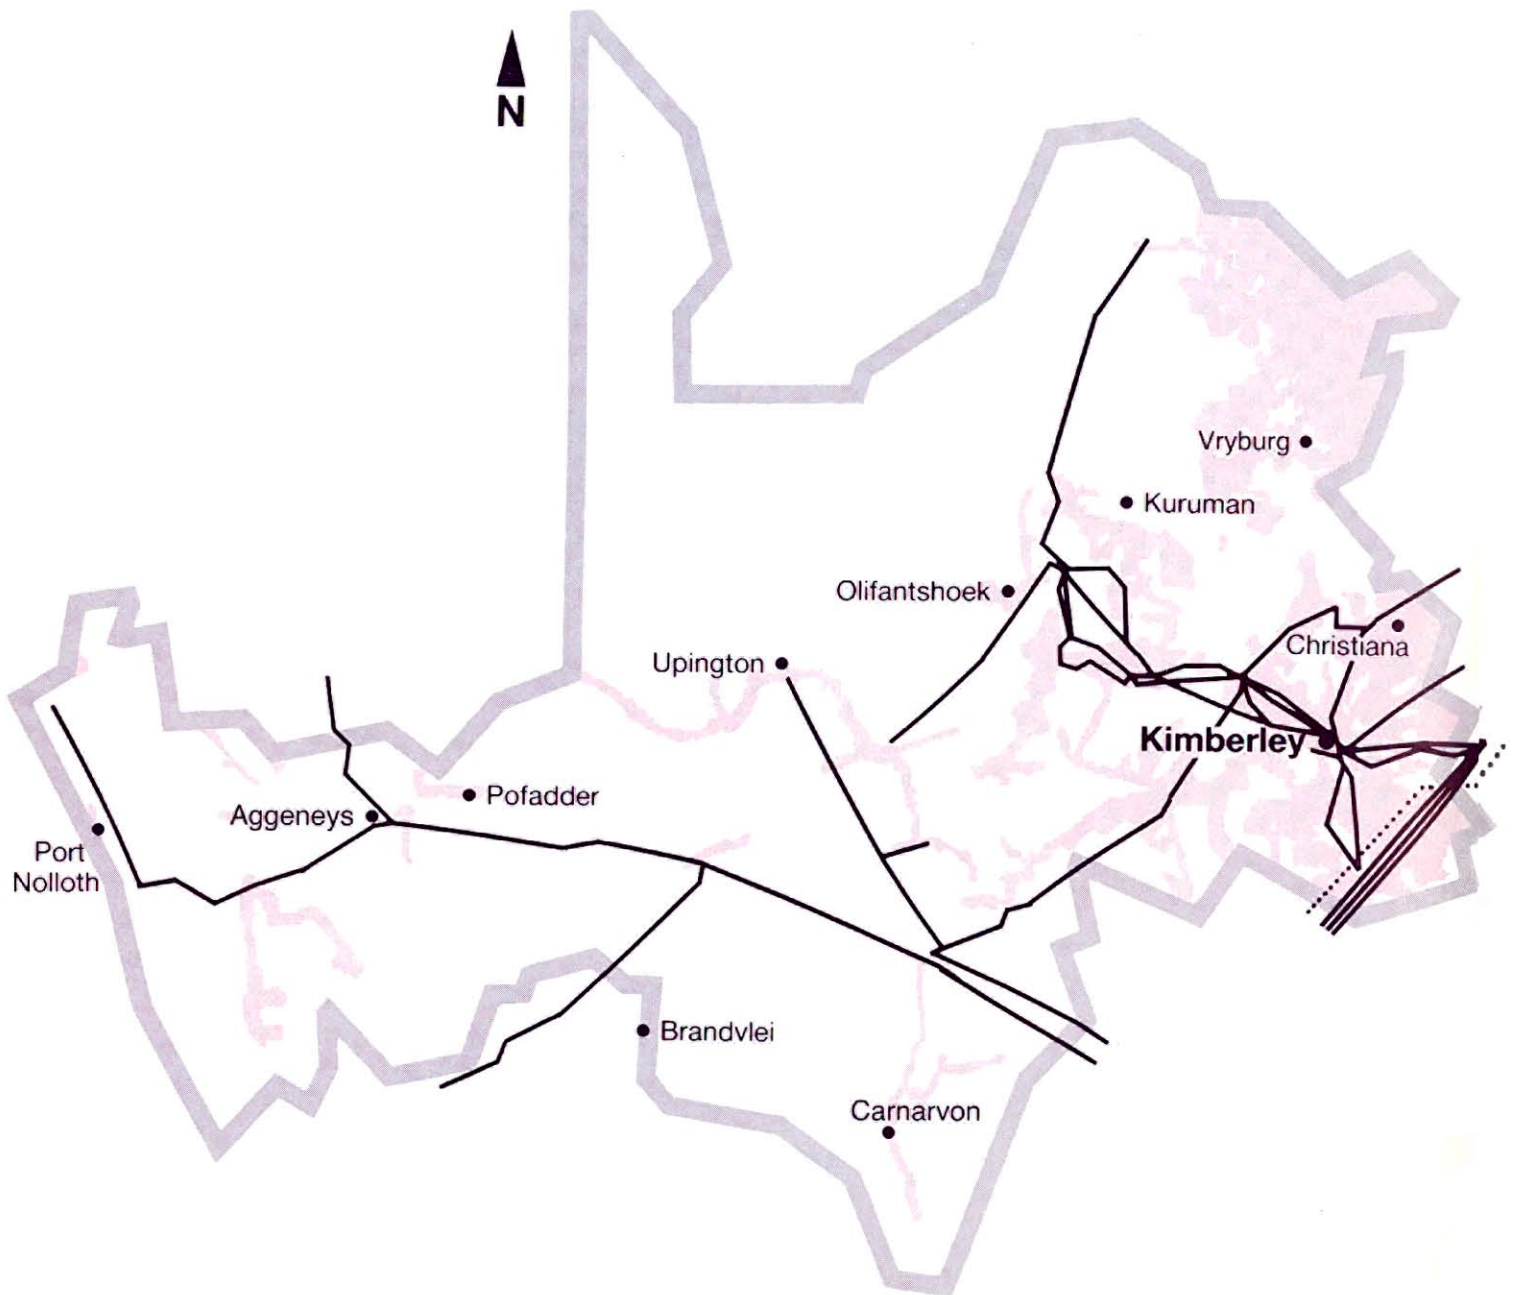 N
Vryburg
Kuruman
Olifantshoek
Christiana
Upington
Kimberley
Pofadder
Aggeneys
Port
Nolloth
Brandvlei
Carnarvon